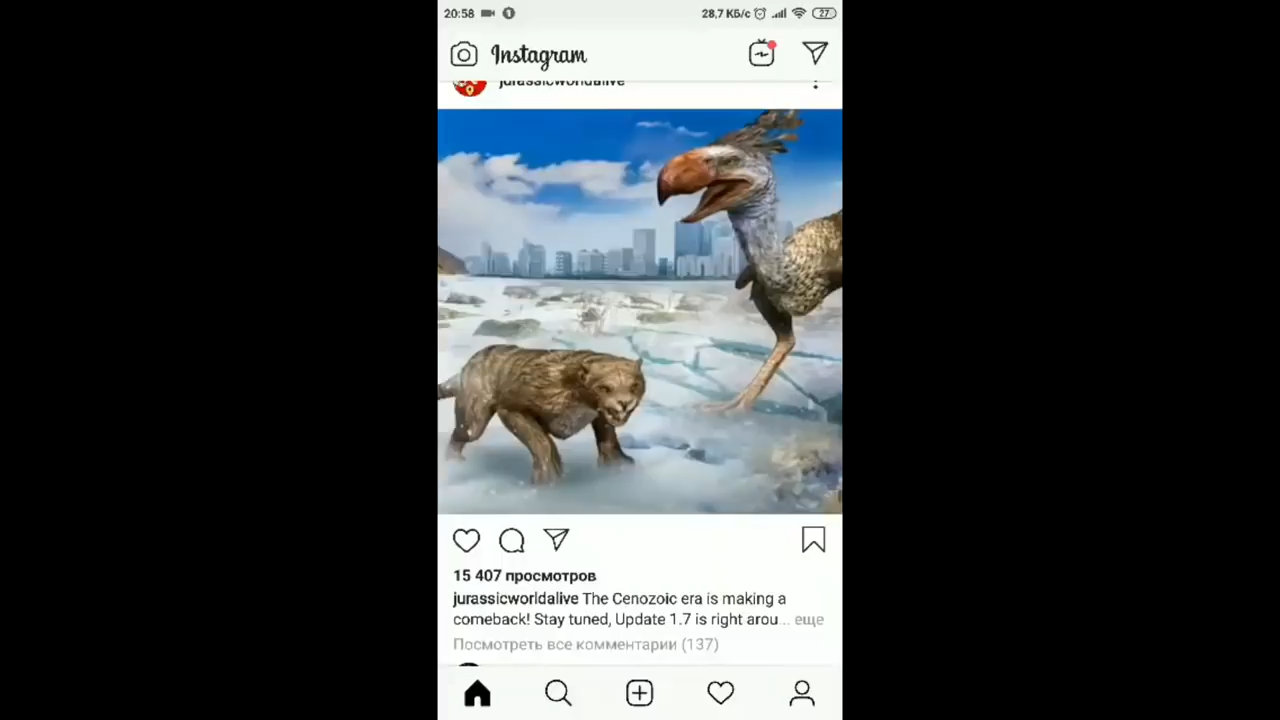 20:58
28,7 КБ/с
27
Instagram
jurassicworldalive
15 407 просмотров
jurassicworldalive The Cenozoic era is making a
comeback! Stay tuned, Update 1.7 is right arou... еще
Посмотреть все комментарии (137)